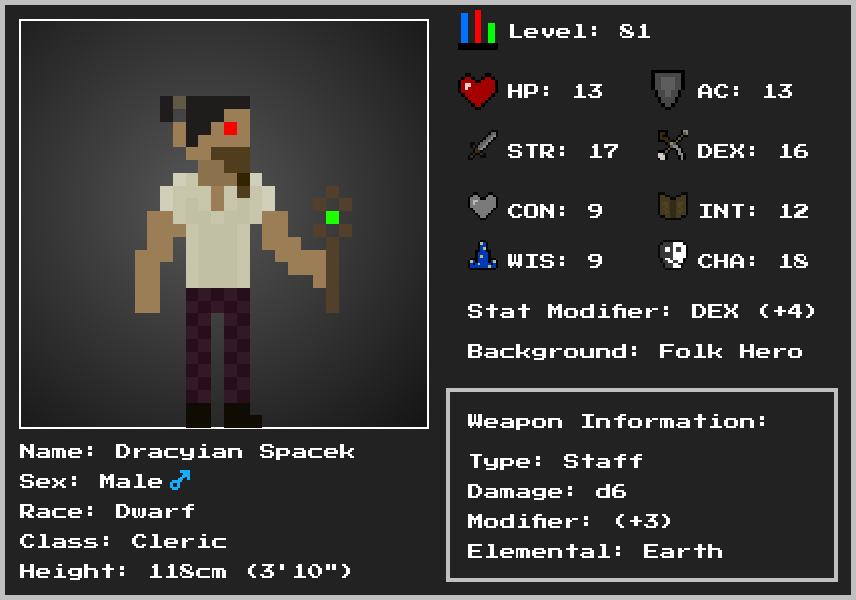 Level: 81
HP: 13 AC: 13
STR: 17 DEX: 16
CON: 9 INT: 12
WIS: 9 CHA: 18
Stat Modifier: DEX (+4)
Background: Folk Hero
Weapon Information:
Type: Staff
Damage: d6
Modifier: (+3)
Elemental: Earth
Name: Dracyian Spacek
Sex: Male♂
Race: Dwarf
Class: Cleric
Height: 118cm (3'10")